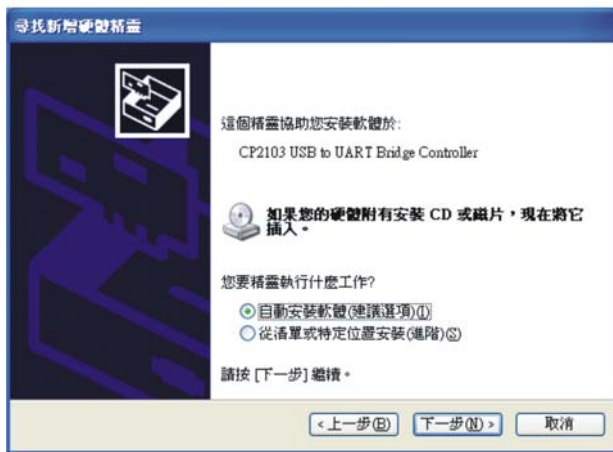 尋找新增硬體精靈
這個精靈協助您安裝軟體於:
CP2103 USB to UART Bridge Controller
如果您的硬體附有安裝 CD 或磁片，現在將它
插入。
您要精靈執行什麼工作?
自動安裝軟體(建議選項)(I)
從清單或特定位置安裝(進階)(S)
請按 [下一步] 繼續。
<上一步(B) 下一步(N)> 取消